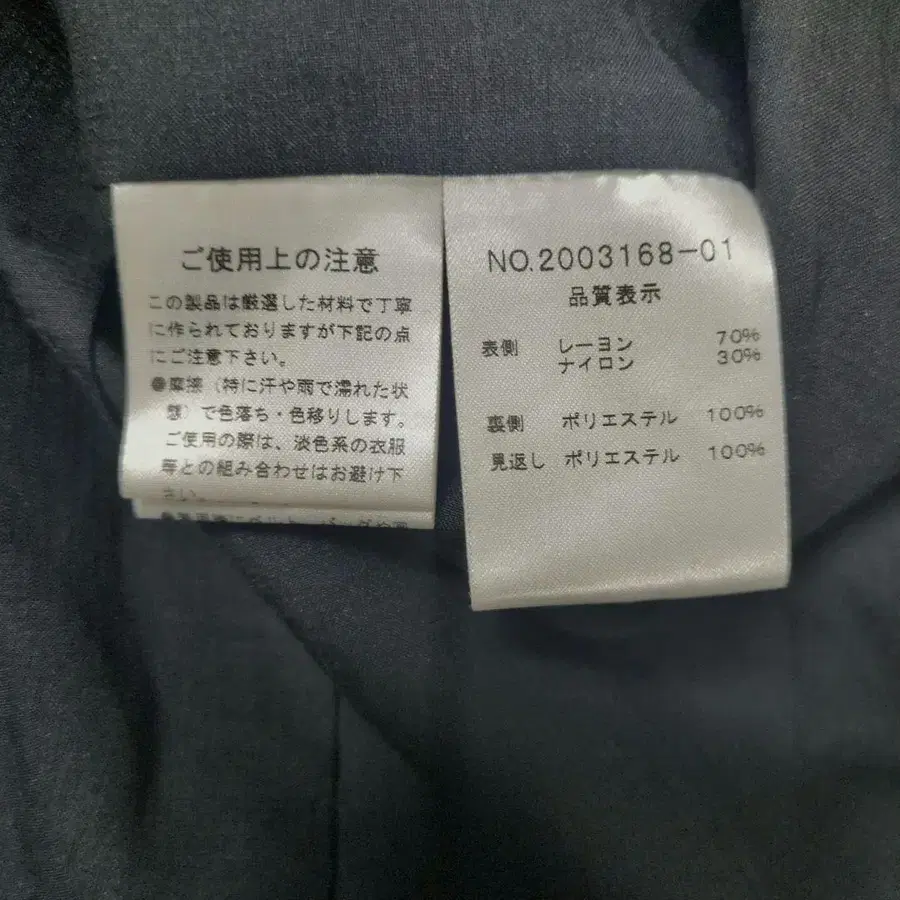 ご使用上の注意
この製品は厳選した材料で丁寧
に作られておりますが下記の点
にご注意下さい。
●摩擦（特に汗や雨で濡れた状
態）で色落ち・色移りします。
ご使用の際は、淡色系の衣服
等との組み合わせはお避け下
さい。
NO.2003168-01
品質表示
表側 レーヨン 70%
ナイロン 30%
裏側 ポリエステル 100%
見返し ポリエステル 100%